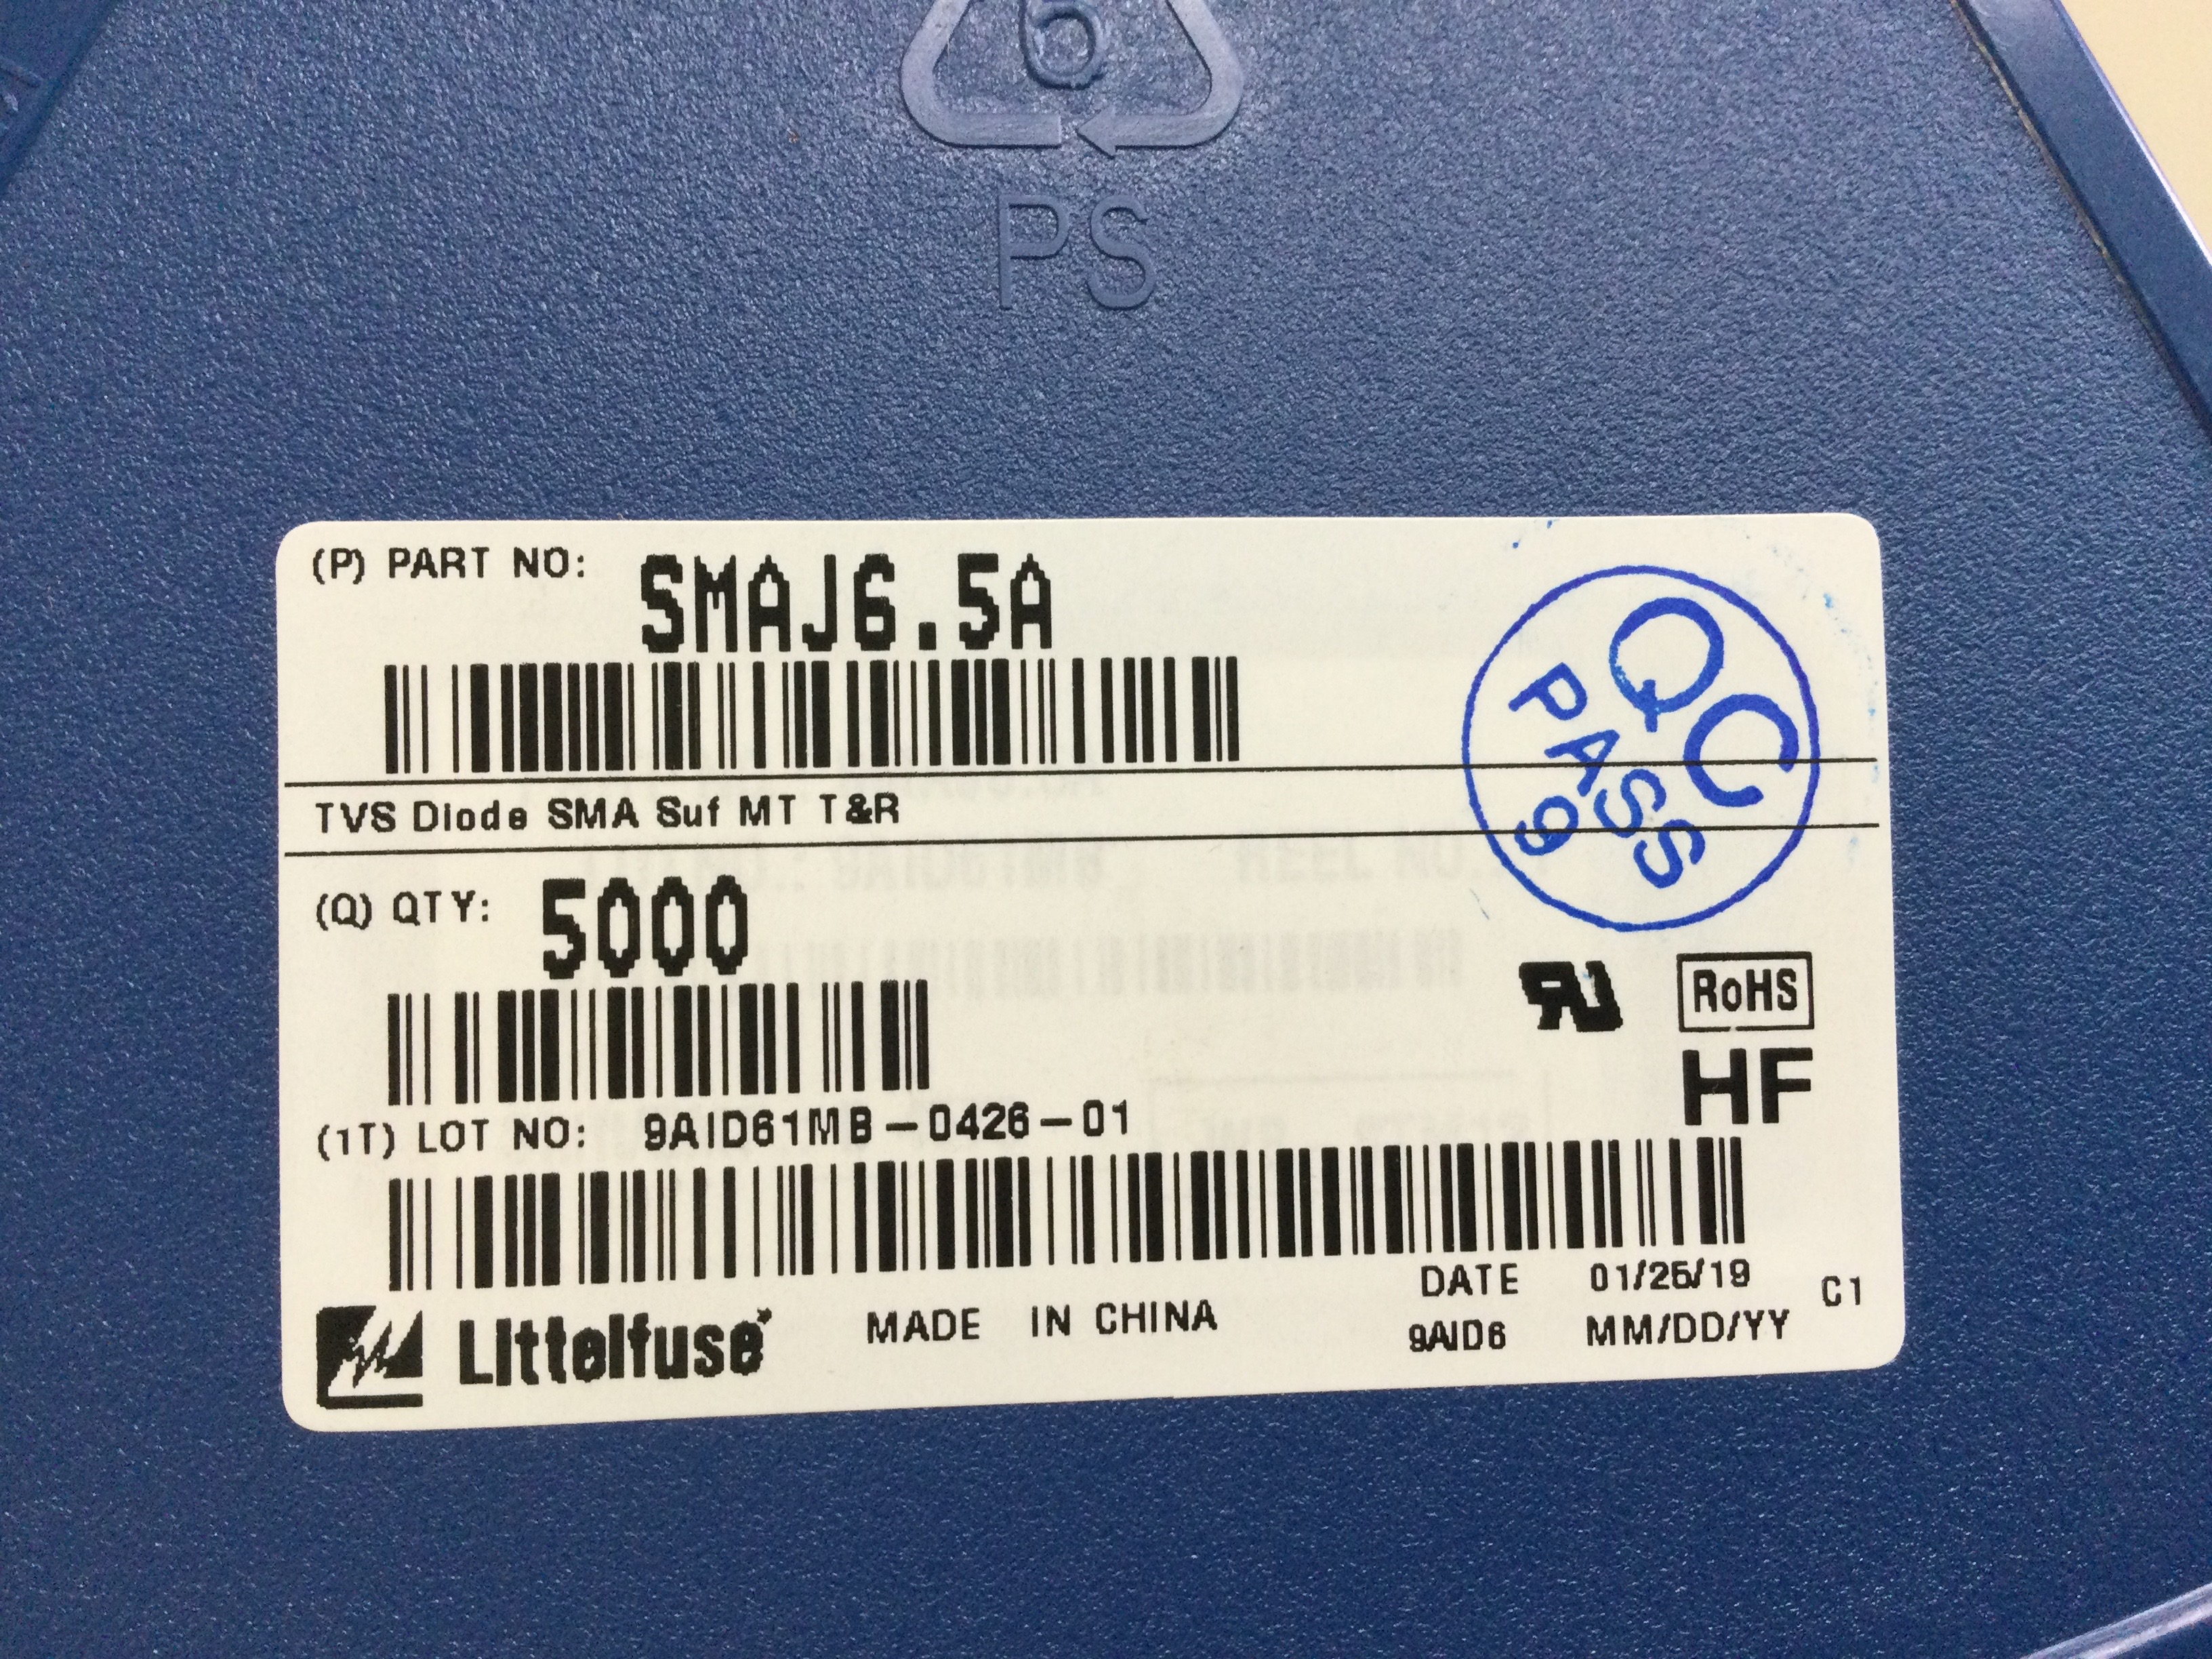 6
PS
(P) PART NO: SMAJ6.5A
TVS Diode SMA Suf MT T&R
QC
PASS
9
(Q) QTY: 5000
RoHS
HF
(1T) LOT NO: 9AID61MB-0426-01
DATE 01/25/19
9AID6 MM/DD/YY
C1
Littelfuse
MADE IN CHINA